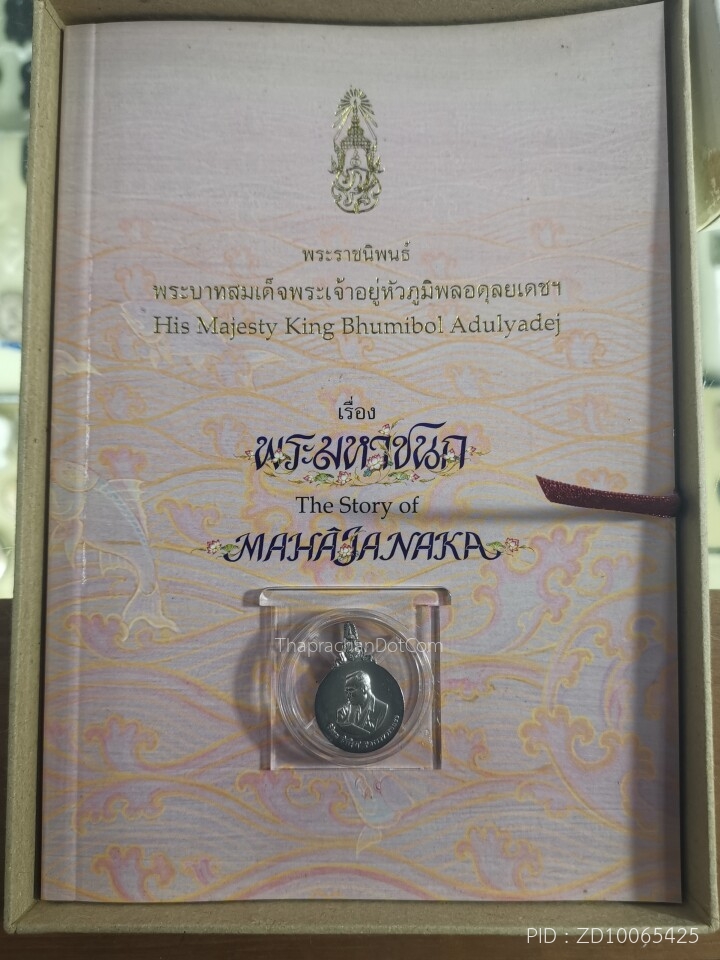 พระราชนิพนธ์
พระบาทสมเด็จพระเจ้าอยู่หัวภูมิพลอดุลยเดชฯ
His Majesty King Bhumibol Adulyadej
เรื่อง
พระมหาชนก
The Story of
MAHĀJANAKA
ThaprachanDotCom
PID : ZD10065425